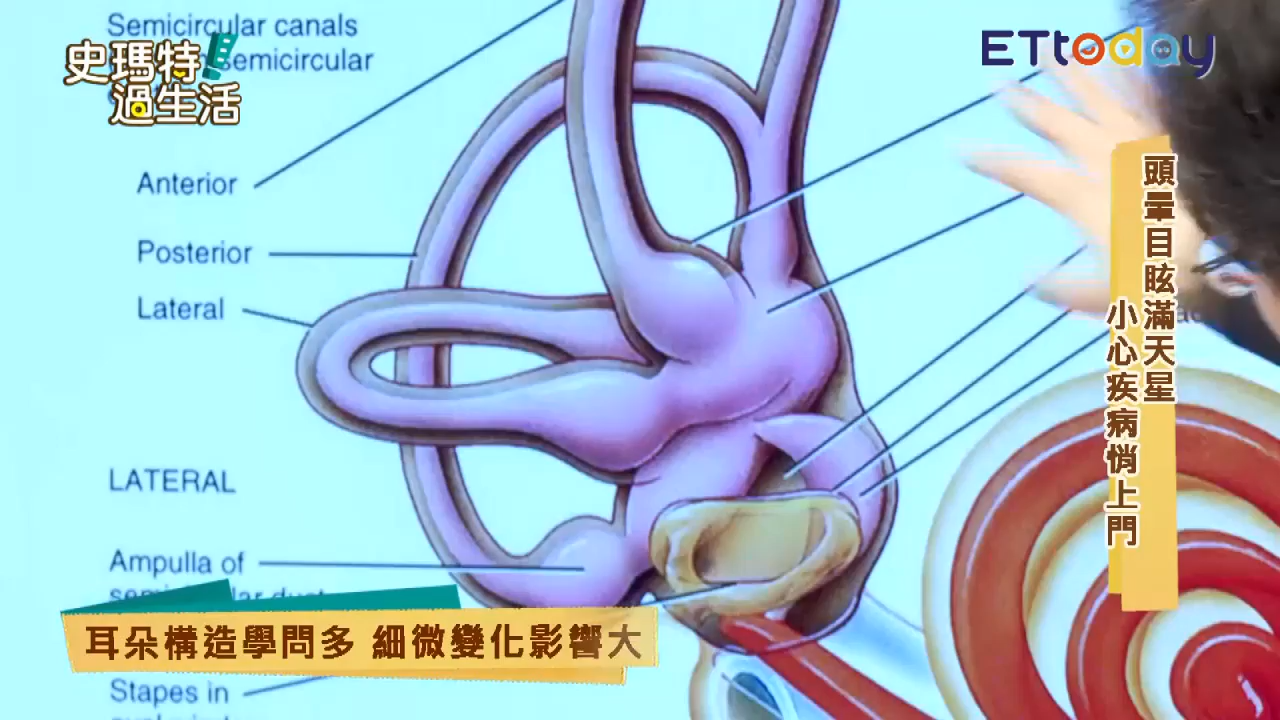 Semicircular canals
semicircular
史瑪特!
過生活
ETtoday
Anterior
Posterior
Lateral
頭暈目眩滿天星
小心疾病悄上門
LATERAL
Ampulla of
耳朵構造學問多 細微變化影響大
Stapes in